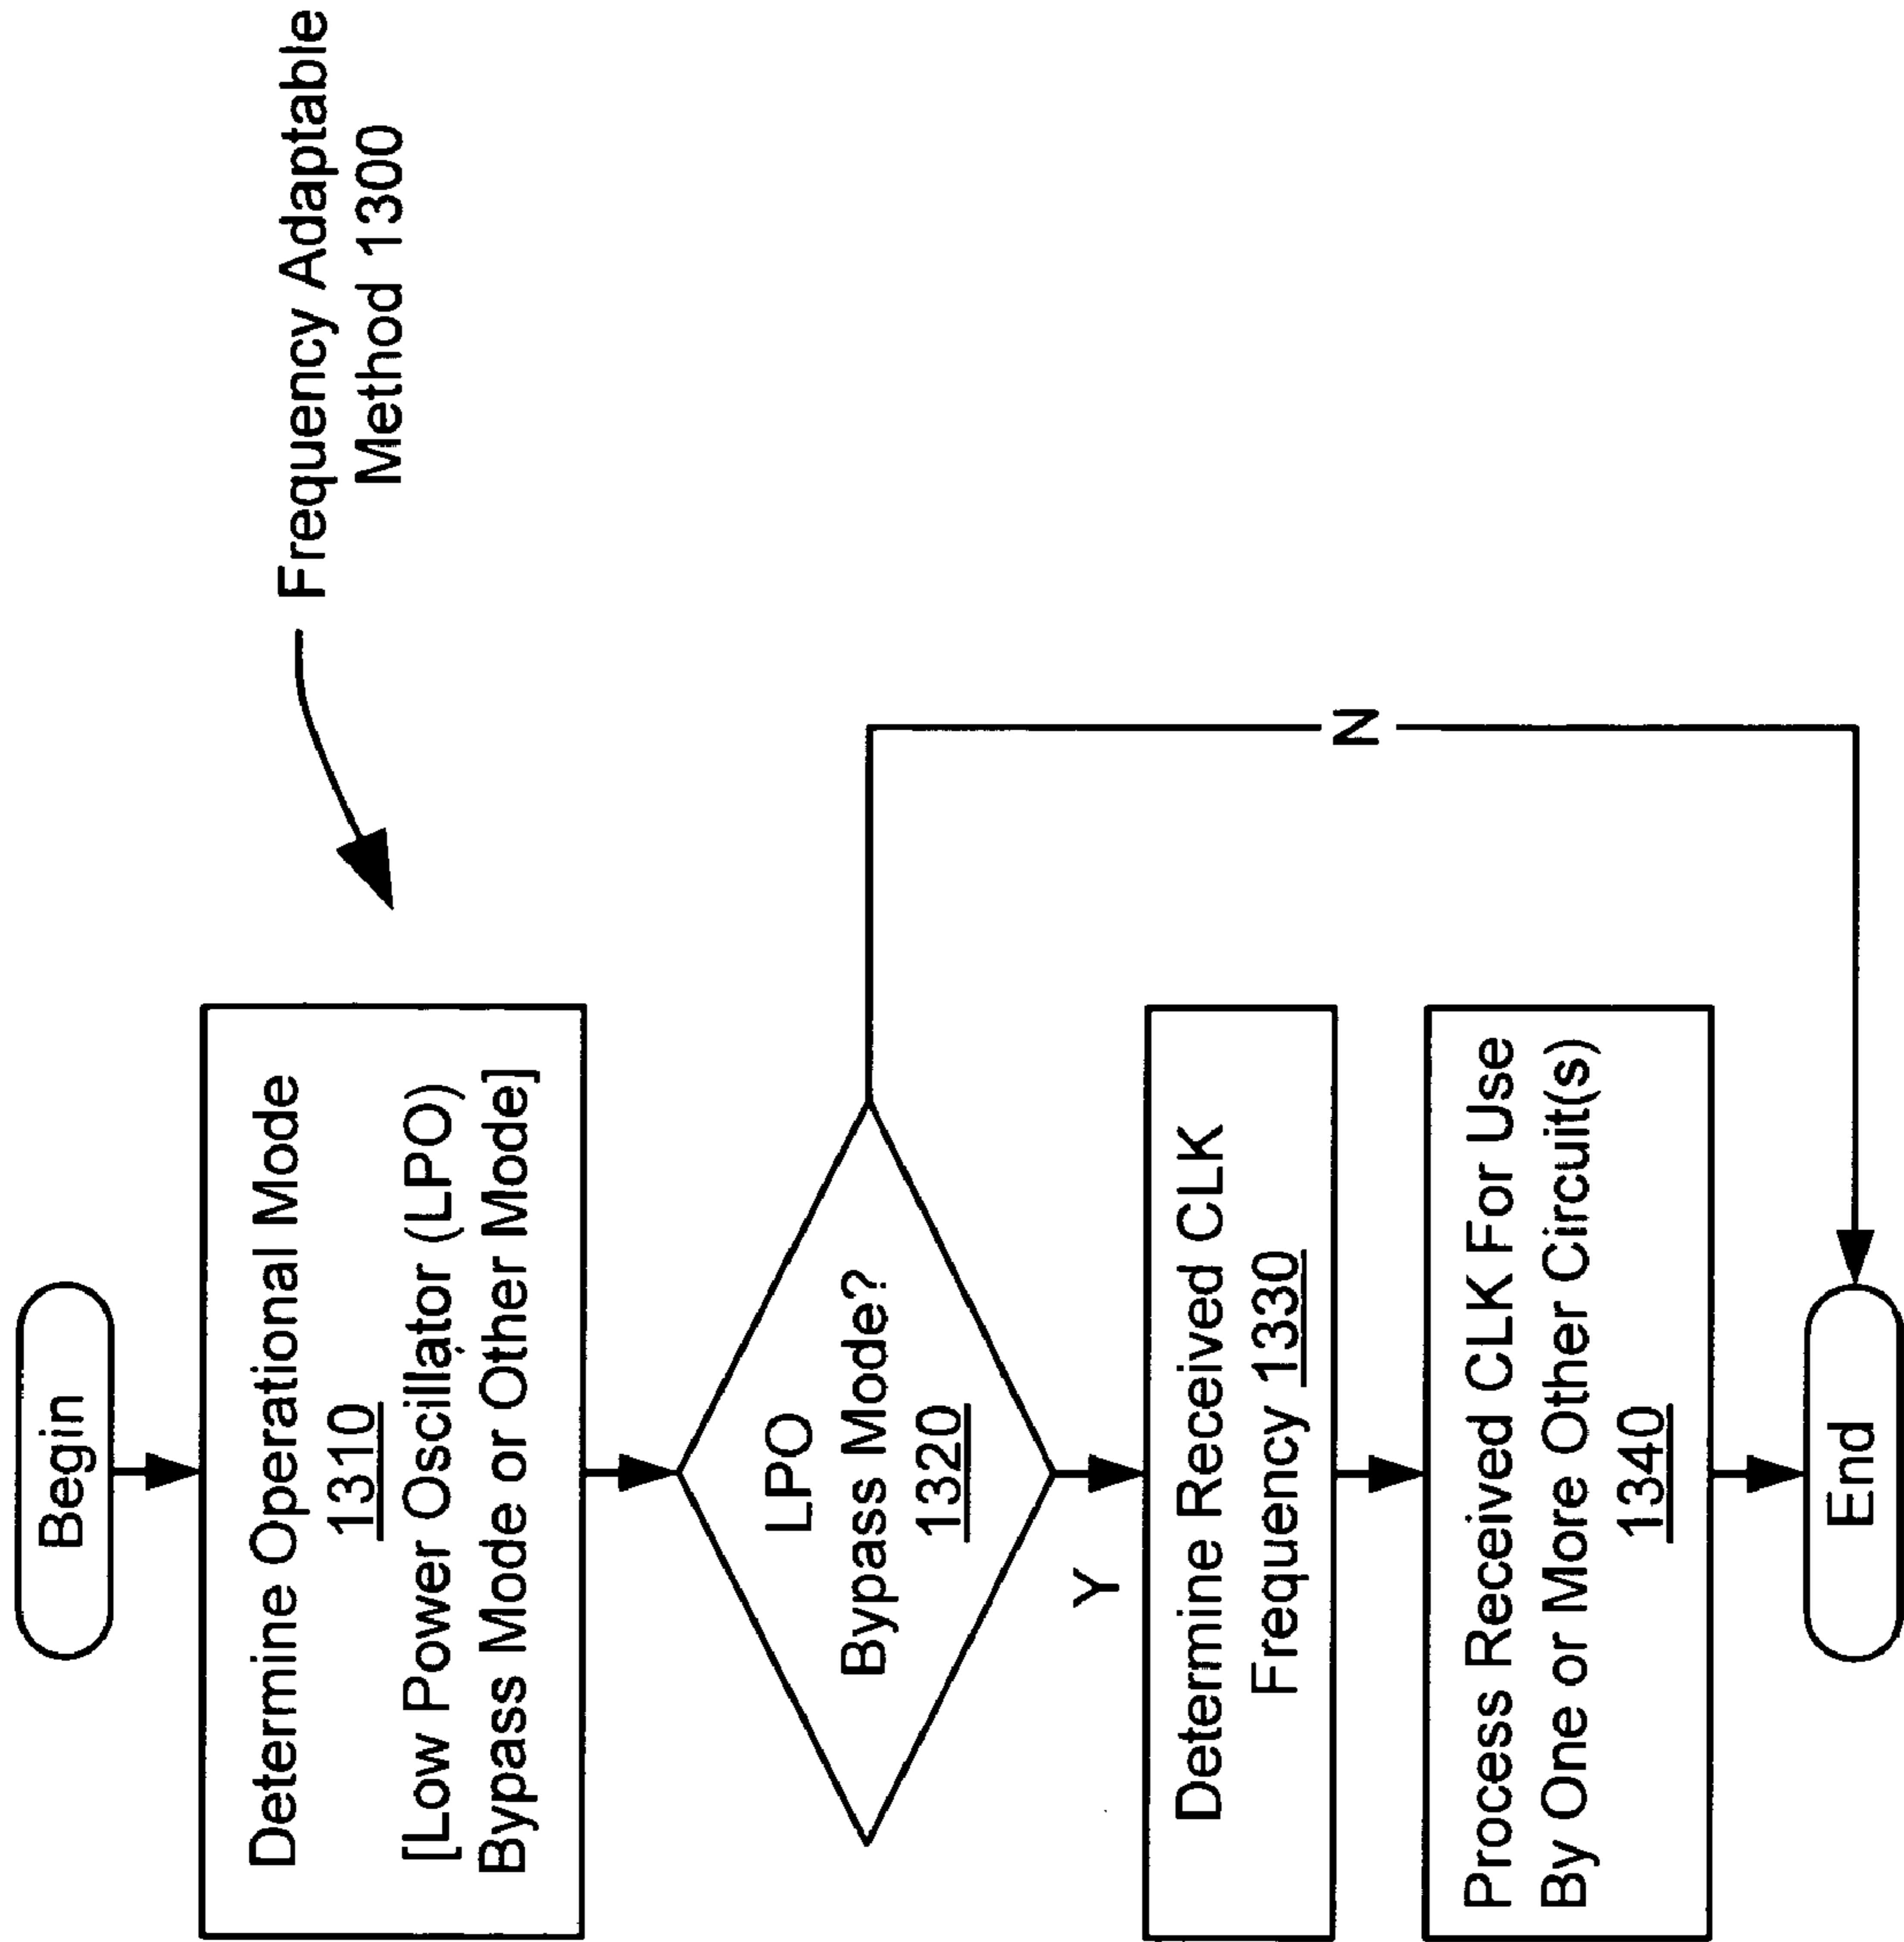 Frequency Adaptable
Method 1300
Begin
Determine Operational Mode
1310
[Low Power Oscillator (LPO)
Bypass Mode or Other Mode]
LPO
Bypass Mode?
1320
Y
N
Determine Received CLK
Frequency 1330
Process Received CLK For Use
By One or More Other Circuit(s)
1340
End